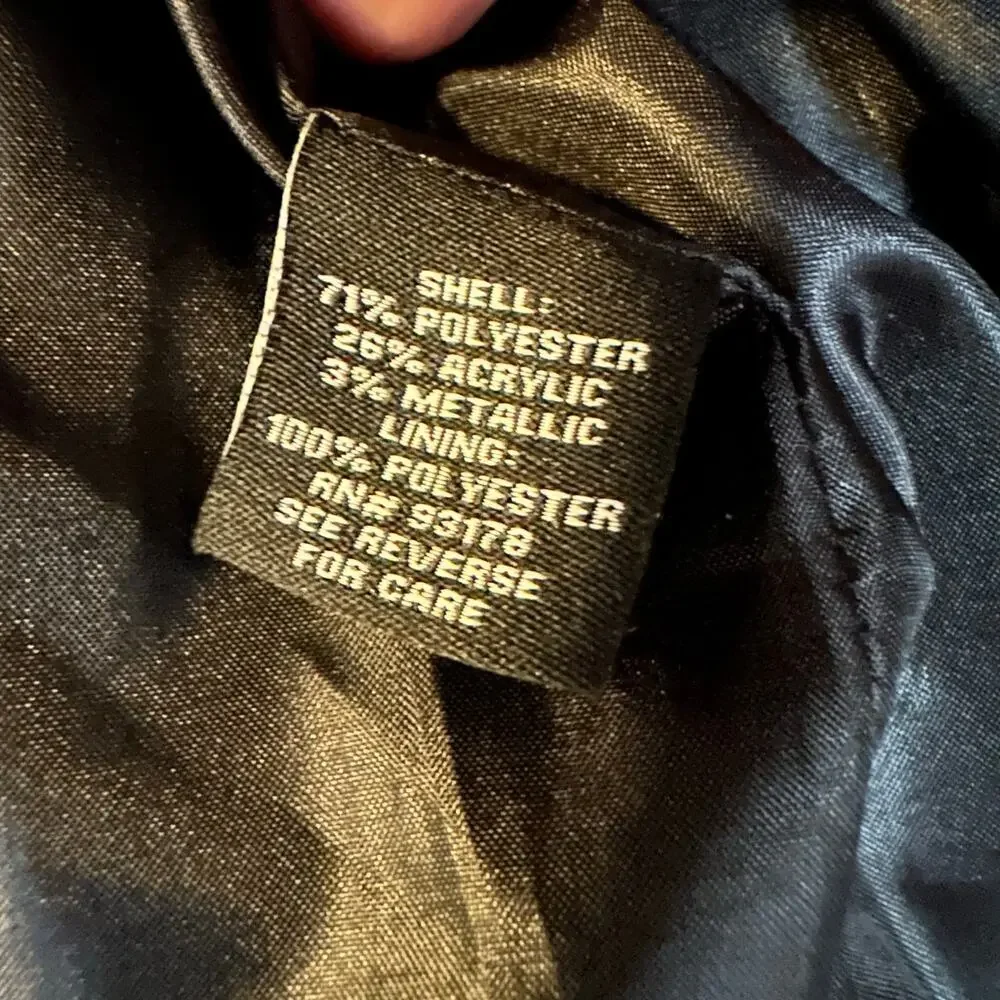 SHELL:
71% POLYESTER
26% ACRYLIC
3% METALLIC
LINING:
100% POLYESTER
RN# 93178
SEE REVERSE
FOR CARE